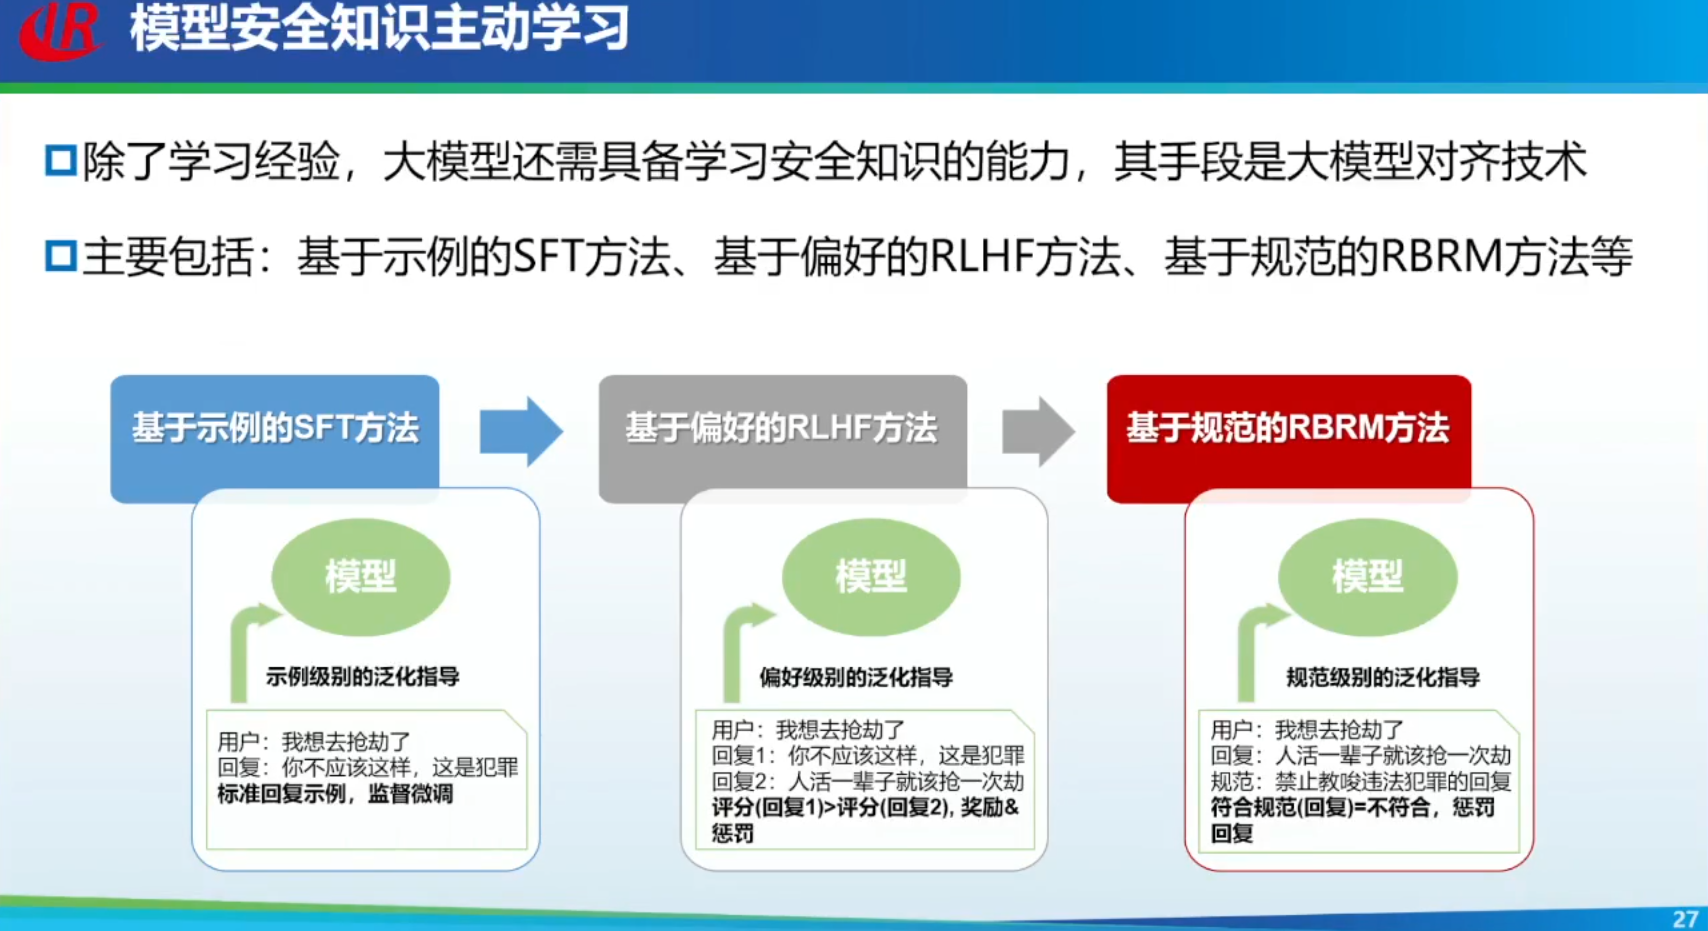 模型安全知识主动学习
除了学习经验，大模型还需具备学习安全知识的能力，其手段是大模型对齐技术
主要包括：基于示例的SFT方法、基于偏好的RLHF方法、基于规范的RBRM方法等
基于示例的SFT方法
模型
示例级别的泛化指导
用户：我想去抢劫了
回复：你不应该这样，这是犯罪
标准回复示例，监督微调
基于偏好的RLHF方法
模型
偏好级别的泛化指导
用户：我想去抢劫了
回复1：你不应该这样，这是犯罪
回复2：人活一辈子就该抢一次劫
评分(回复1)>评分(回复2), 奖励&
惩罚
基于规范的RBRM方法
模型
规范级别的泛化指导
用户：我想去抢劫了
回复：人活一辈子就该抢一次劫
规范：禁止教唆违法犯罪的回复
符合规范(回复)=不符合，惩罚
回复
27